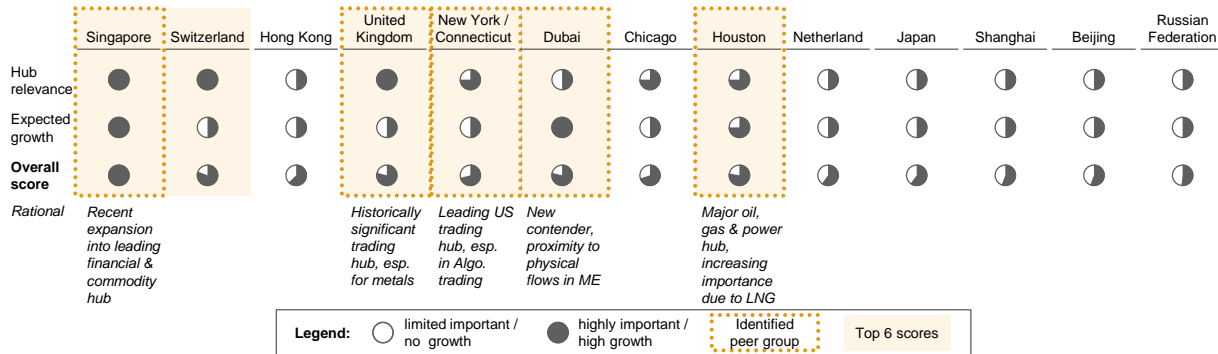 Singapore
Switzerland
Hong Kong
United
Kingdom
New York /
Connecticut
Dubai
Chicago
Houston
Netherland
Japan
Shanghai
Beijing
Russian
Federation
Hub
relevance
Expected
growth
Overall
score
Rational
Recent
expansion
into leading
financial &
commodity
hub
Historically
significant
trading
hub, esp.
for metals
Leading US
trading
hub, esp.
in Algo.
trading
New
contender,
proximity to
physical
flows in ME
Major oil,
gas & power
hub,
increasing
importance
due to LNG
Legend:
limited important /
no growth
highly important /
high growth
Identified
peer group
Top 6 scores